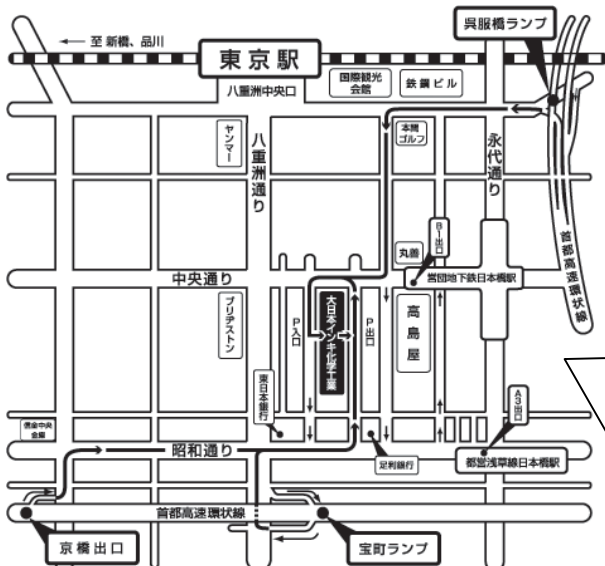 呉服橋ランプ
← 至 新橋、品川
東京駅
国際観光
会館
鉄鋼ビル
八重洲中央口
ヤンマー
八重洲通り
本間
ゴルフ
永代通り
丸善
B1出口
首都高速環状線
中央通り
営団地下鉄日本橋駅
ブリヂストン
P入口
大日本インキ化学工業
P出口
高島屋
東日本銀行
A3出口
信金中央
会館
昭和通り
足利銀行
都営浅草線日本橋駅
首都高速環状線
京橋出口
宝町ランプ